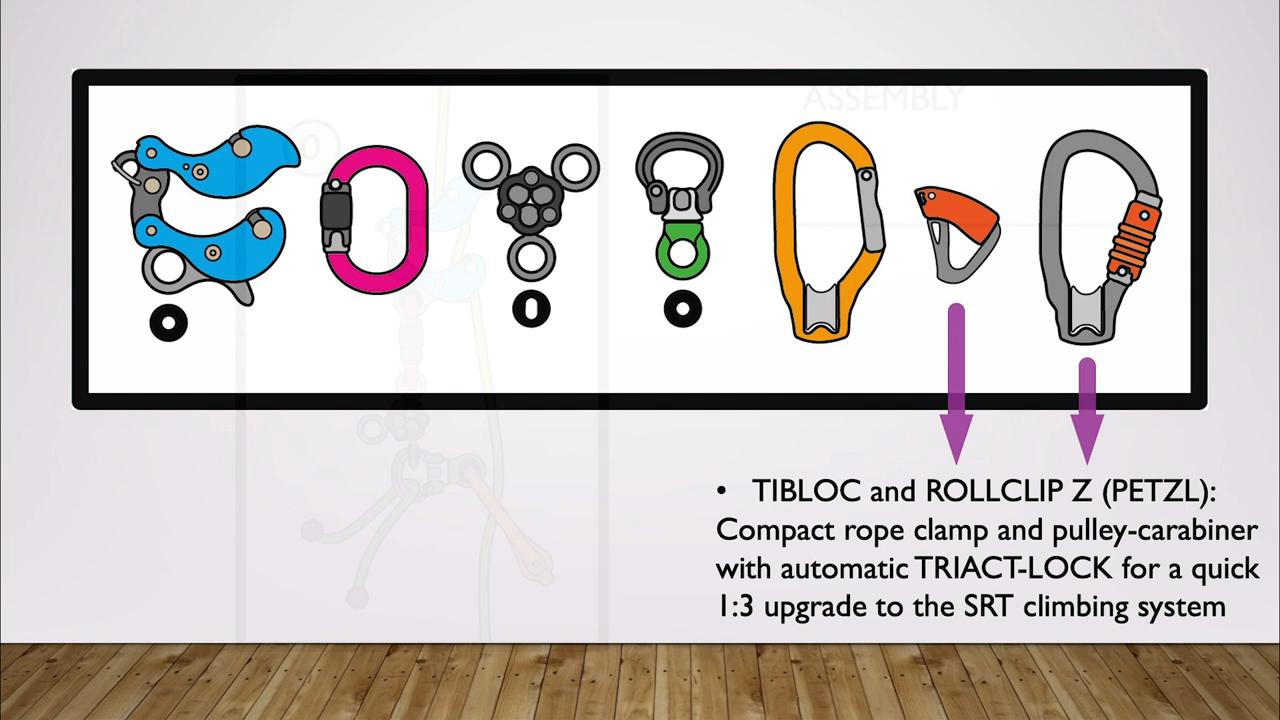 ASSEMBLY
• TIBLOC and ROLLCLIP Z (PETZL):
Compact rope clamp and pulley-carabiner
with automatic TRIACT-LOCK for a quick
1:3 upgrade to the SRT climbing system